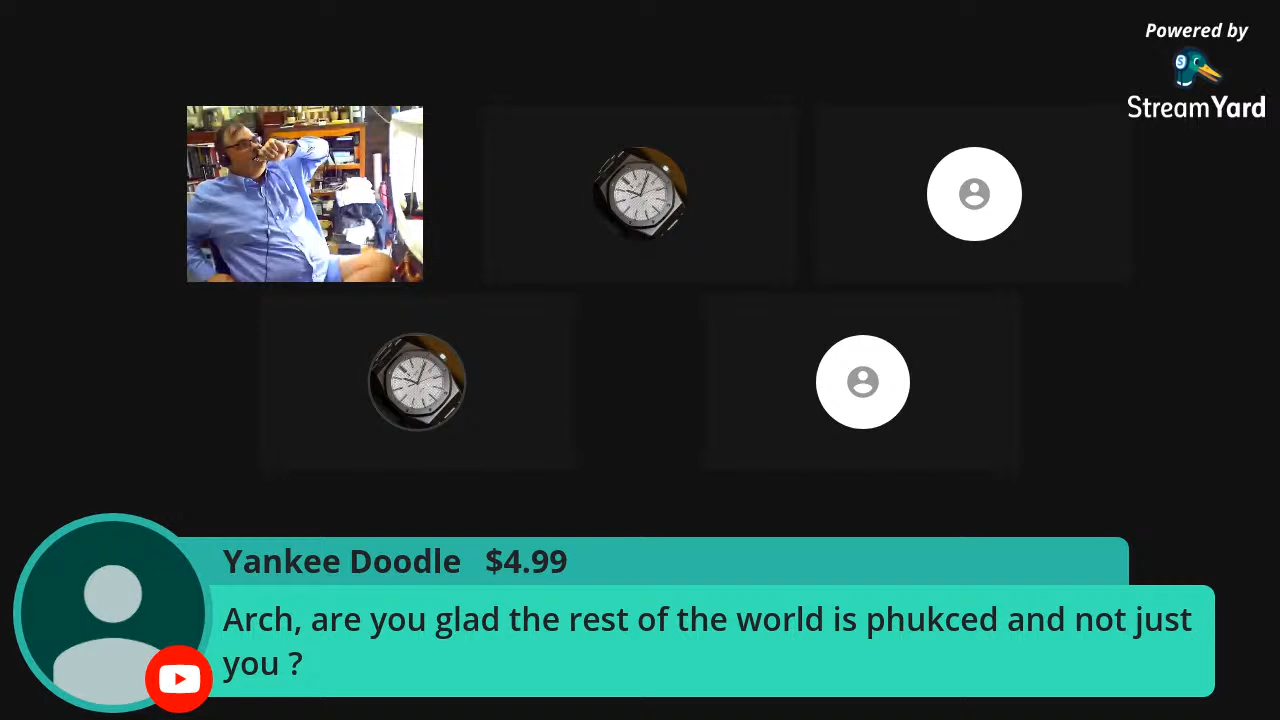 Powered by
StreamYard
Yankee Doodle $4.99
Arch, are you glad the rest of the world is phukced and not just
you ?